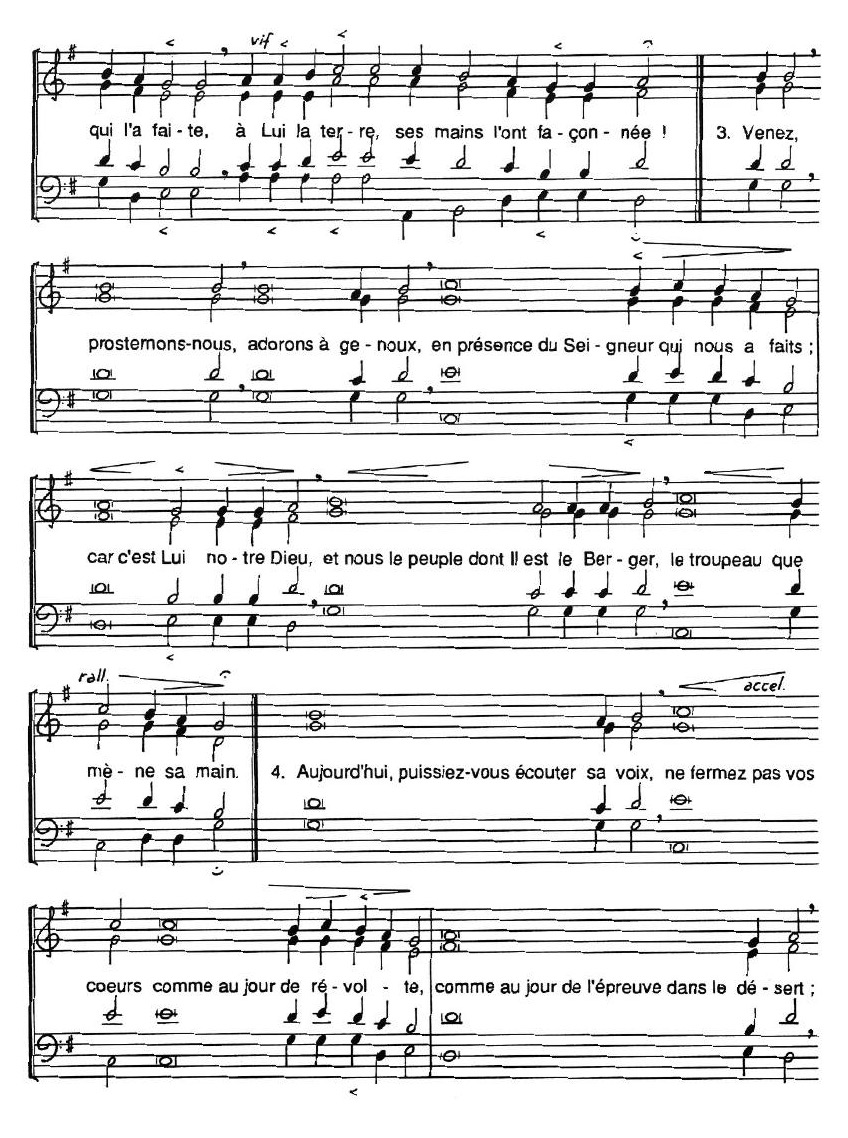 vif
qui l'a fai - te, à Lui la ter - re, ses mains l'ont fa - çon - née ! 3. Venez,
prosternons-nous, adorons à ge - noux, en présence du Sei - gneur qui nous a faits ;
car c'est Lui no - tre Dieu, et nous le peuple dont Il est le Ber - ger, le troupeau que
rall. accel.
mè - ne sa main. 4. Aujourd'hui, puissiez-vous écouter sa voix, ne fermez pas vos
coeurs comme au jour de ré - vol - te, comme au jour de l'épreuve dans le dé - sert ;